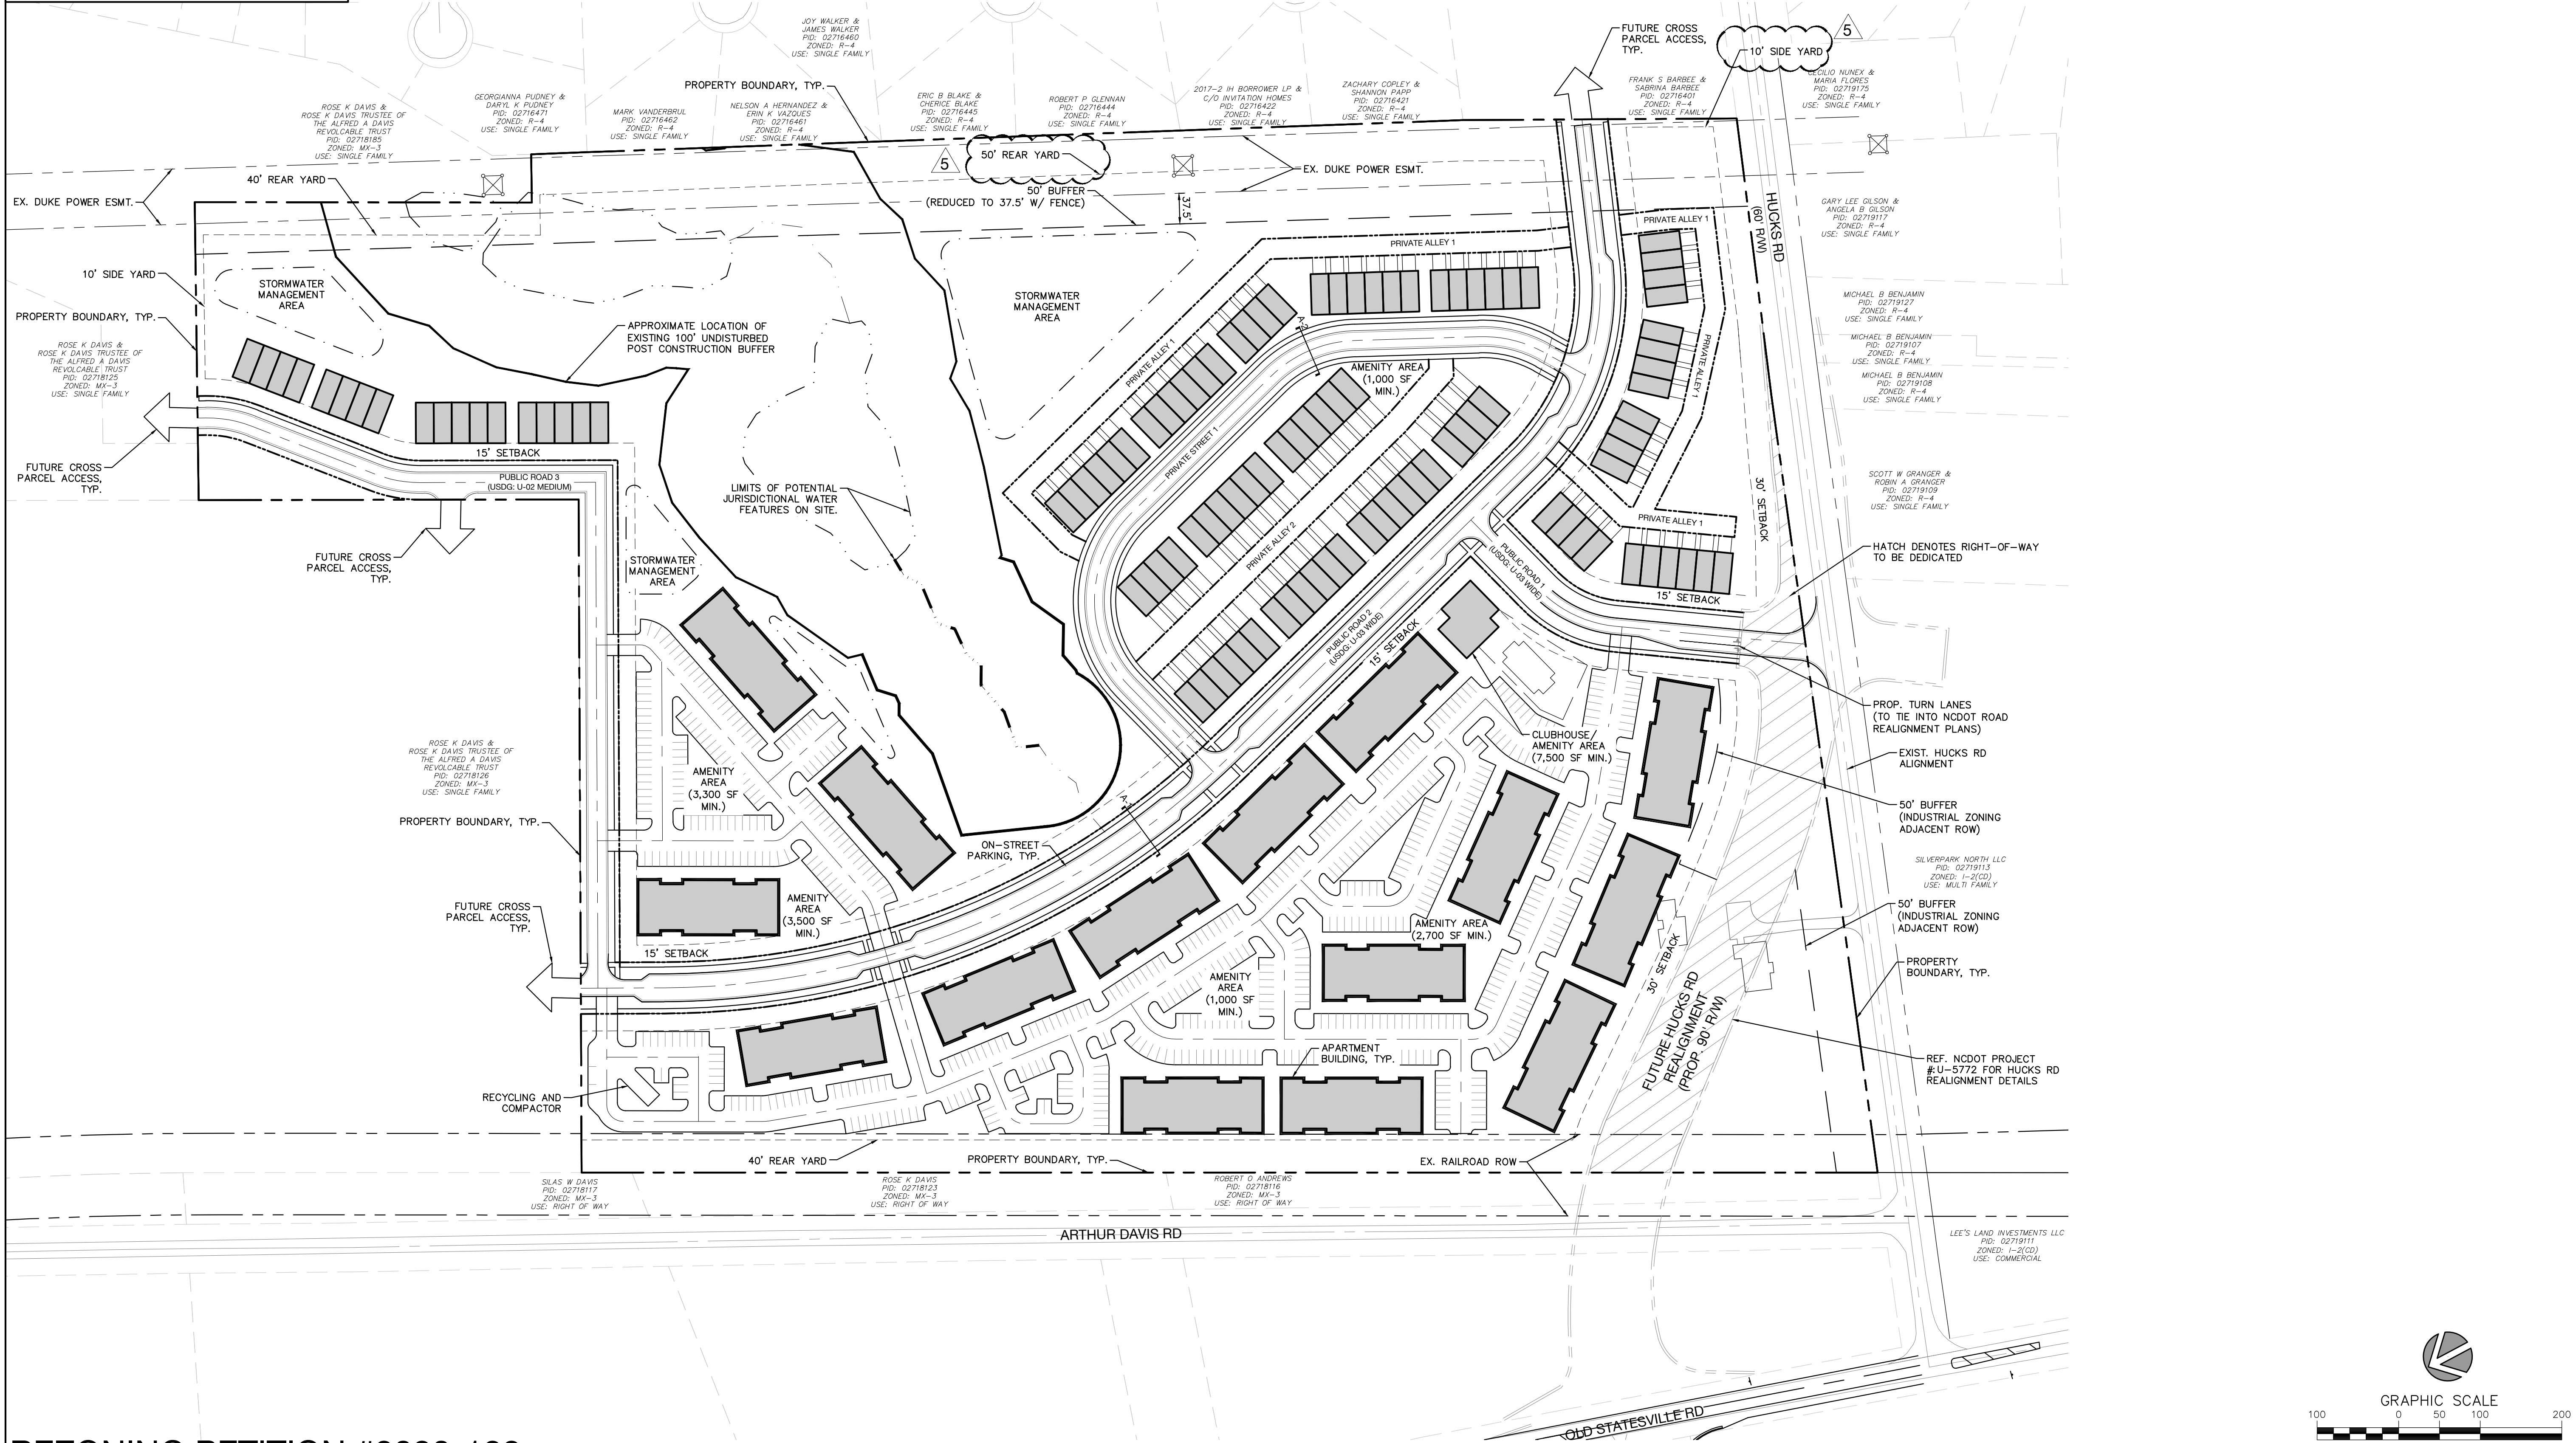 JOY WALKER &
JAMES WALKER
PID: 02716460
ZONED: R-4
USE: SINGLE FAMILY
FUTURE CROSS
PARCEL ACCESS,
TYP.
10' SIDE YARD
5
CECILIO NUNEX &
MARIA FLORES
PID: 02719175
ZONED: R-4
USE: SINGLE FAMILY
PROPERTY BOUNDARY, TYP.
ROSE K DAVIS &
ROSE K DAVIS TRUSTEE OF
THE ALFRED A DAVIS
REVOLCABLE TRUST
PID: 02718185
ZONED: MX-3
USE: SINGLE FAMILY
GEORGIANNA PUDNEY &
DARYL K PUDNEY
PID: 02716471
ZONED: R-4
USE: SINGLE FAMILY
MARK VANDERBRUL
PID: 02716462
ZONED: R-4
USE: SINGLE FAMILY
NELSON A HERNANDEZ &
ERIN K VAZQUES
PID: 02716461
ZONED: R-4
USE: SINGLE FAMILY
ERIC B BLAKE &
CHERICE BLAKE
PID: 02716445
ZONED: R-4
USE: SINGLE FAMILY
ROBERT P GLENNAN
PID: 02716444
ZONED: R-4
USE: SINGLE FAMILY
2017-2 IH BORROWER LP &
C/O INVITATION HOMES
PID: 02716422
ZONED: R-4
USE: SINGLE FAMILY
ZACHARY COPLEY &
SHANNON PAPP
PID: 02716421
ZONED: R-4
USE: SINGLE FAMILY
FRANK S BARBEE &
SABRINA BARBEE
PID: 02716401
ZONED: R-4
USE: SINGLE FAMILY
5
50' REAR YARD
EX. DUKE POWER ESMT.
40' REAR YARD
EX. DUKE POWER ESMT.
50' BUFFER
(REDUCED TO 37.5' W/ FENCE)
37.5'
HUCKS RD
(60' R/W)
GARY LEE GILSON &
ANGELA B GILSON
PID: 02719117
ZONED: R-4
USE: SINGLE FAMILY
PRIVATE ALLEY 1
PRIVATE ALLEY 1
10' SIDE YARD
STORMWATER
MANAGEMENT
AREA
STORMWATER
MANAGEMENT
AREA
PROPERTY BOUNDARY, TYP.
APPROXIMATE LOCATION OF
EXISTING 100' UNDISTURBED
POST CONSTRUCTION BUFFER
A-2
MICHAEL B BENJAMIN
PID: 02719127
ZONED: R-4
USE: SINGLE FAMILY
MICHAEL B BENJAMIN
PID: 02719107
ZONED: R-4
USE: SINGLE FAMILY
MICHAEL B BENJAMIN
PID: 02719108
ZONED: R-4
USE: SINGLE FAMILY
ROSE K DAVIS &
ROSE K DAVIS TRUSTEE OF
THE ALFRED A DAVIS
REVOLCABLE TRUST
PID: 02718125
ZONED: MX-3
USE: SINGLE FAMILY
PRIVATE ALLEY 1
PRIVATE ALLEY 1
AMENITY AREA
(1,000 SF
MIN.)
PRIVATE STREET 1
15' SETBACK
FUTURE CROSS
PARCEL ACCESS,
TYP.
PUBLIC ROAD 3
(USDG: U-02 MEDIUM)
LIMITS OF POTENTIAL
JURISDICTIONAL WATER
FEATURES ON SITE.
30' SETBACK
SCOTT W GRANGER &
ROBIN A GRANGER
PID: 02719109
ZONED: R-4
USE: SINGLE FAMILY
PRIVATE ALLEY 2
PRIVATE ALLEY 1
HATCH DENOTES RIGHT-OF-WAY
TO BE DEDICATED
FUTURE CROSS
PARCEL ACCESS,
TYP.
STORMWATER
MANAGEMENT
AREA
PUBLIC ROAD 1
(USDG: U-03 WIDE)
15' SETBACK
PUBLIC ROAD 2
(USDG: U-03 WIDE)
15' SETBACK
PROP. TURN LANES
(TO TIE INTO NCDOT ROAD
REALIGNMENT PLANS)
CLUBHOUSE/
AMENITY AREA
(7,500 SF MIN.)
EXIST. HUCKS RD
ALIGNMENT
ROSE K DAVIS &
ROSE K DAVIS TRUSTEE OF
THE ALFRED A DAVIS
REVOLCABLE TRUST
PID: 02718126
ZONED: MX-3
USE: SINGLE FAMILY
AMENITY
AREA
(3,300 SF
MIN.)
PROPERTY BOUNDARY, TYP.
50' BUFFER
(INDUSTRIAL ZONING
ADJACENT ROW)
ON-STREET
PARKING, TYP.
SILVERPARK NORTH LLC
PID: 02719113
ZONED: I-2(CD)
USE: MULTI FAMILY
FUTURE CROSS
PARCEL ACCESS,
TYP.
AMENITY
AREA
(3,500 SF
MIN.)
50' BUFFER
(INDUSTRIAL ZONING
ADJACENT ROW)
AMENITY AREA
(2,700 SF MIN.)
15' SETBACK
30' SETBACK
PROPERTY
BOUNDARY, TYP.
AMENITY
AREA
(1,000 SF
MIN.)
FUTURE HUCKS RD
REALIGNMENT
(PROP. 90' R/W)
APARTMENT
BUILDING, TYP.
REF. NCDOT PROJECT
#:U-5772 FOR HUCKS RD
REALIGNMENT DETAILS
RECYCLING AND
COMPACTOR
40' REAR YARD
PROPERTY BOUNDARY, TYP.
EX. RAILROAD ROW
SILAS W DAVIS
PID: 02718117
ZONED: MX-3
USE: RIGHT OF WAY
ROSE K DAVIS
PID: 02718123
ZONED: MX-3
USE: RIGHT OF WAY
ROBERT O ANDREWS
PID: 02718116
ZONED: MX-3
USE: RIGHT OF WAY
ARTHUR DAVIS RD
LEE'S LAND INVESTMENTS LLC
PID: 02719111
ZONED: I-2(CD)
USE: COMMERCIAL
OLD STATESVILLE RD
GRAPHIC SCALE
100 0 50 100 200